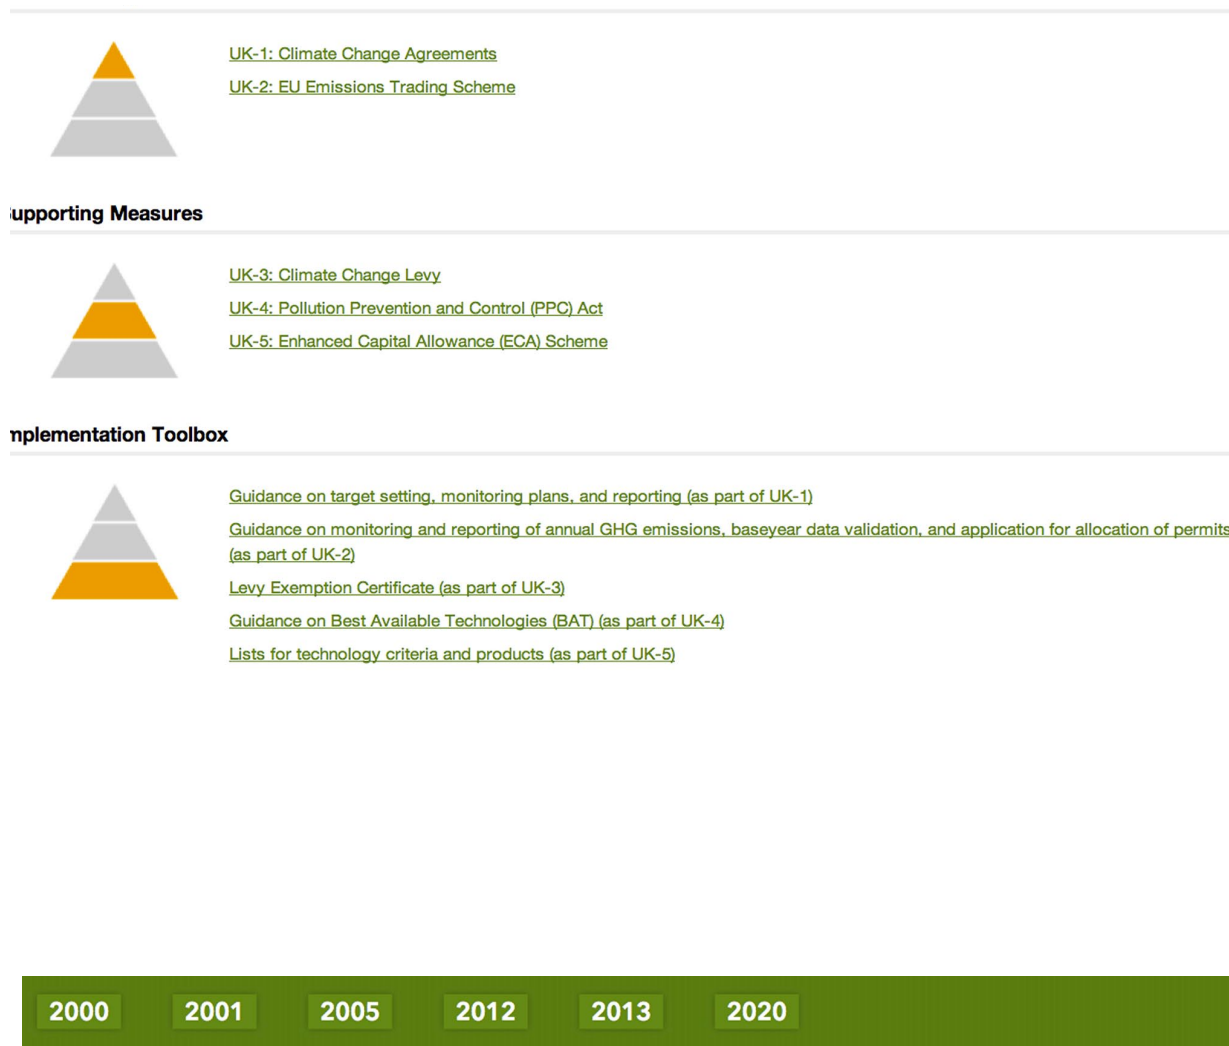 UK-1: Climate Change Agreements
UK-2: EU Emissions Trading Scheme
upporting Measures
UK-3: Climate Change Levy
UK-4: Pollution Prevention and Control (PPC) Act
UK-5: Enhanced Capital Allowance (ECA) Scheme
mplementation Toolbox
Guidance on target setting, monitoring plans, and reporting (as part of UK-1)
Guidance on monitoring and reporting of annual GHG emissions, baseyear data validation, and application for allocation of permits
(as part of UK-2)
Levy Exemption Certificate (as part of UK-3)
Guidance on Best Available Technologies (BAT) (as part of UK-4)
Lists for technology criteria and products (as part of UK-5)
2000 2001 2005 2012 2013 2020